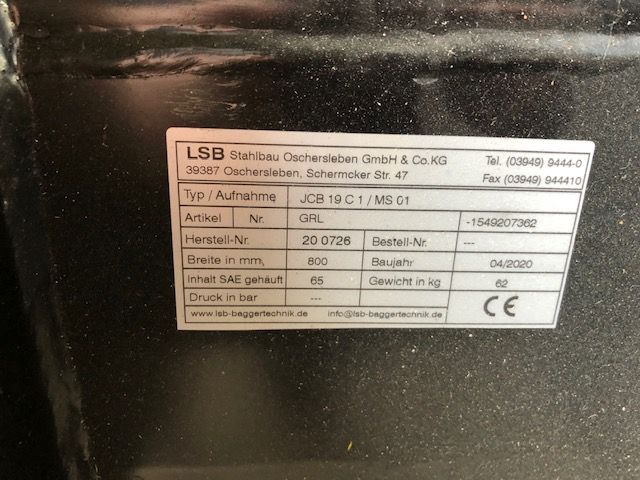 LSB Stahlbau Oschersleben GmbH & Co.KG Tel. (03949) 9444-0
39387 Oschersleben, Schermcker Str. 47 Fax (03949) 944410
Typ / Aufnahme JCB 19 C 1 / MS 01
Artikel Nr. GRL -1549207362
Herstell-Nr. 20 0726 Bestell-Nr. ---
Breite in mm 800 Baujahr 04/2020
Inhalt SAE gehäuft 65 Gewicht in kg 62
Druck in bar --- CE
www.lsb-baggertechnik.de info@lsb-baggertechnik.de